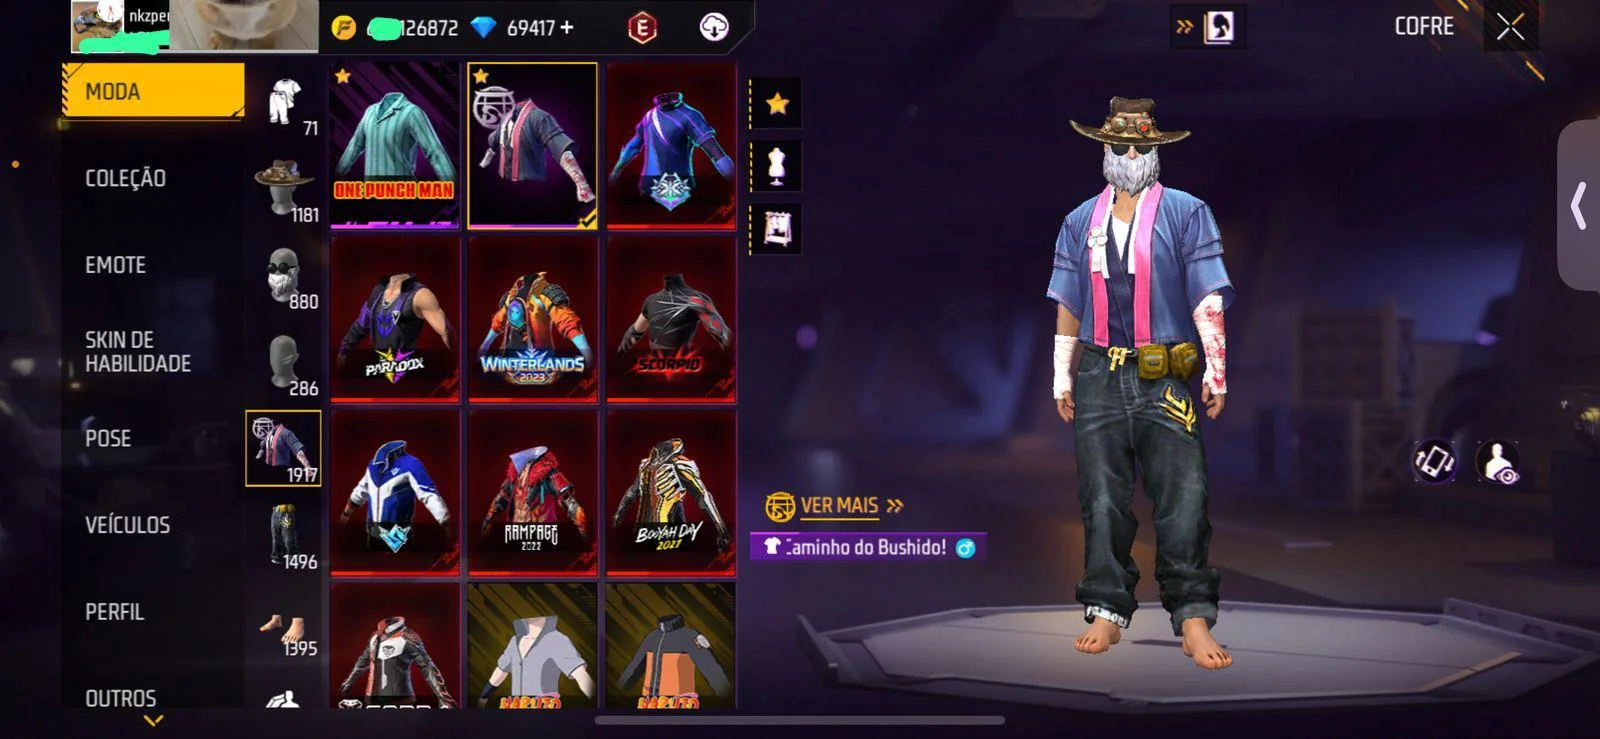 nkzper
126872
69417 +
E
COFRE
MODA
COLEÇÃO
EMOTE
SKIN DE
HABILIDADE
POSE
VEÍCULOS
PERFIL
OUTROS
71
1181
880
286
1917
1496
1395
ONE PUNCH MAN
PARADOX
WINTERLANDS
2023
SCORPIO
RAMPAGE
2022
BOOYAH DAY
2021
NARUTO
NARUTO
VER MAIS
Caminho do Bushido!